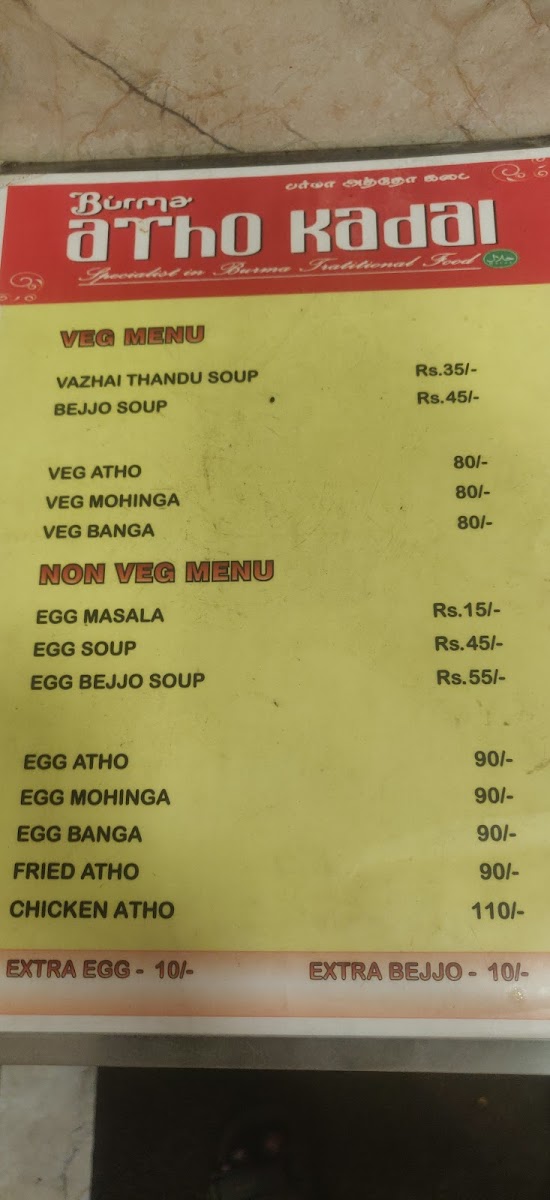 பர்மா அத்தோ கடை
Burma
aThO Kadai
Specialist in Burma Tratitional Food حلال
VEG MENU
VAZHAI THANDU SOUP Rs.35/-
BEJJO SOUP Rs.45/-
VEG ATHO 80/-
VEG MOHINGA 80/-
VEG BANGA 80/-
NON VEG MENU
EGG MASALA Rs.15/-
EGG SOUP Rs.45/-
EGG BEJJO SOUP Rs.55/-
EGG ATHO 90/-
EGG MOHINGA 90/-
EGG BANGA 90/-
FRIED ATHO 90/-
CHICKEN ATHO 110/-
EXTRA EGG - 10/- EXTRA BEJJO - 10/-